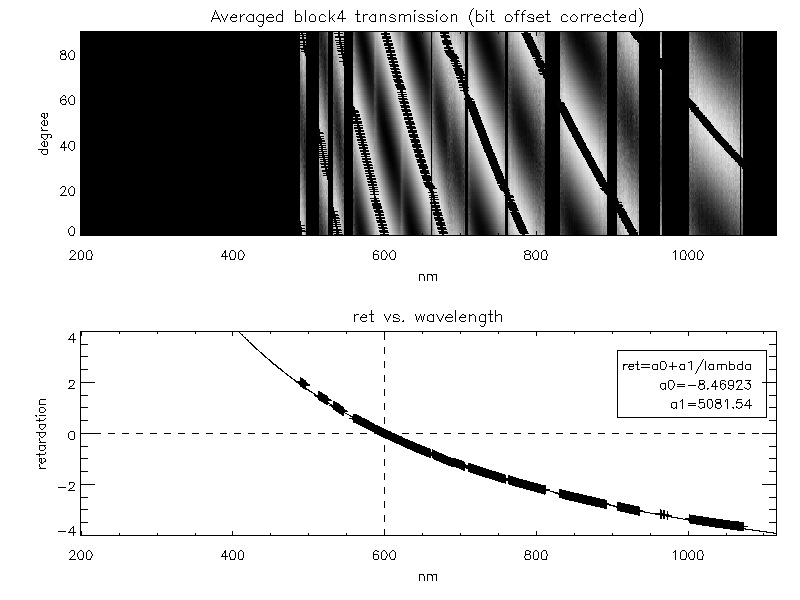 Averaged block4 transmission (bit offset corrected)
80
60
40
20
0
degree
200 400 600 800 1000
nm
ret vs. wavelength
4
2
0
-2
-4
retardation
ret=a0+a1/lambda
a0=-8.46923
a1=5081.54
200 400 600 800 1000
nm